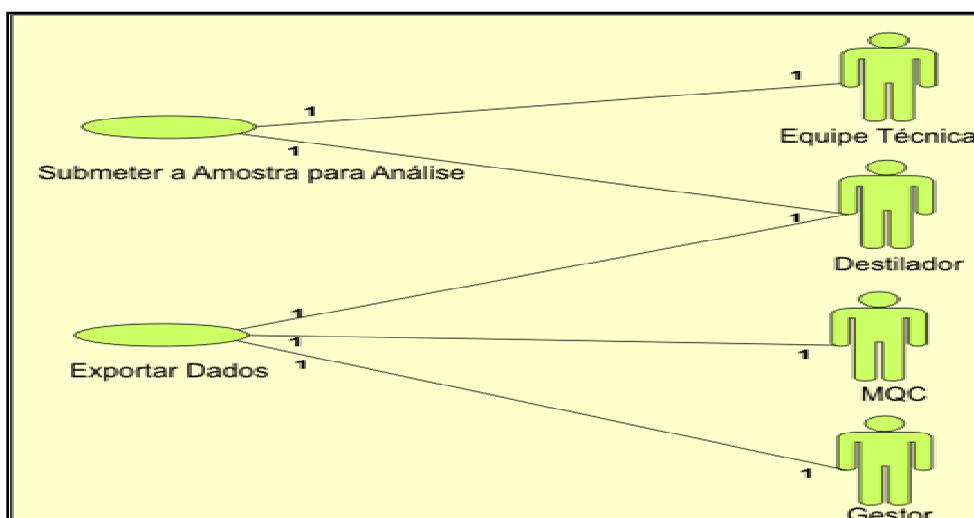 1
1
Equipe Técnica
1
Submeter a Amostra para Análise
1
Destilador
1
1
1
1
Exportar Dados
MQC
1
Gestor